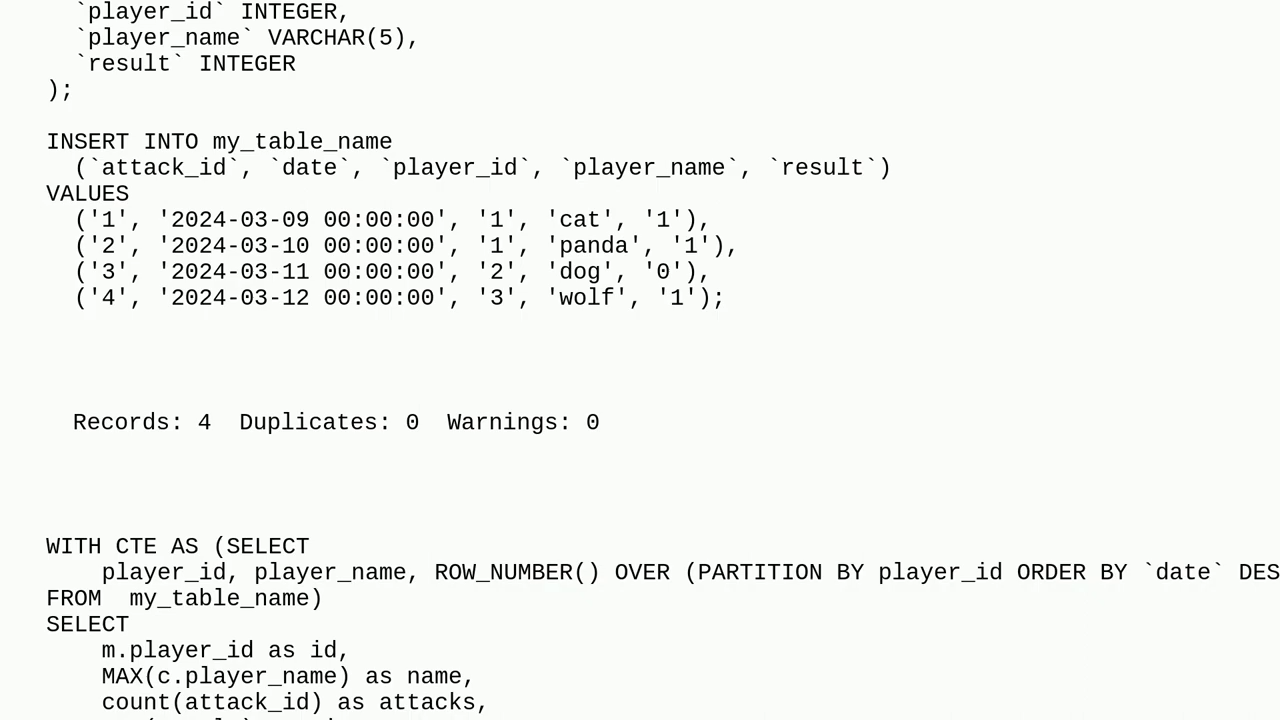 `player_id` INTEGER,
`player_name` VARCHAR(5),
`result` INTEGER
);
INSERT INTO my_table_name
(`attack_id`, `date`, `player_id`, `player_name`, `result`)
VALUES
('1', '2024-03-09 00:00:00', '1', 'cat', '1'),
('2', '2024-03-10 00:00:00', '1', 'panda', '1'),
('3', '2024-03-11 00:00:00', '2', 'dog', '0'),
('4', '2024-03-12 00:00:00', '3', 'wolf', '1');
Records: 4  Duplicates: 0  Warnings: 0
WITH CTE AS (SELECT
player_id, player_name, ROW_NUMBER() OVER (PARTITION BY player_id ORDER BY `date` DES
FROM  my_table_name)
SELECT
m.player_id as id,
MAX(c.player_name) as name,
count(attack_id) as attacks,